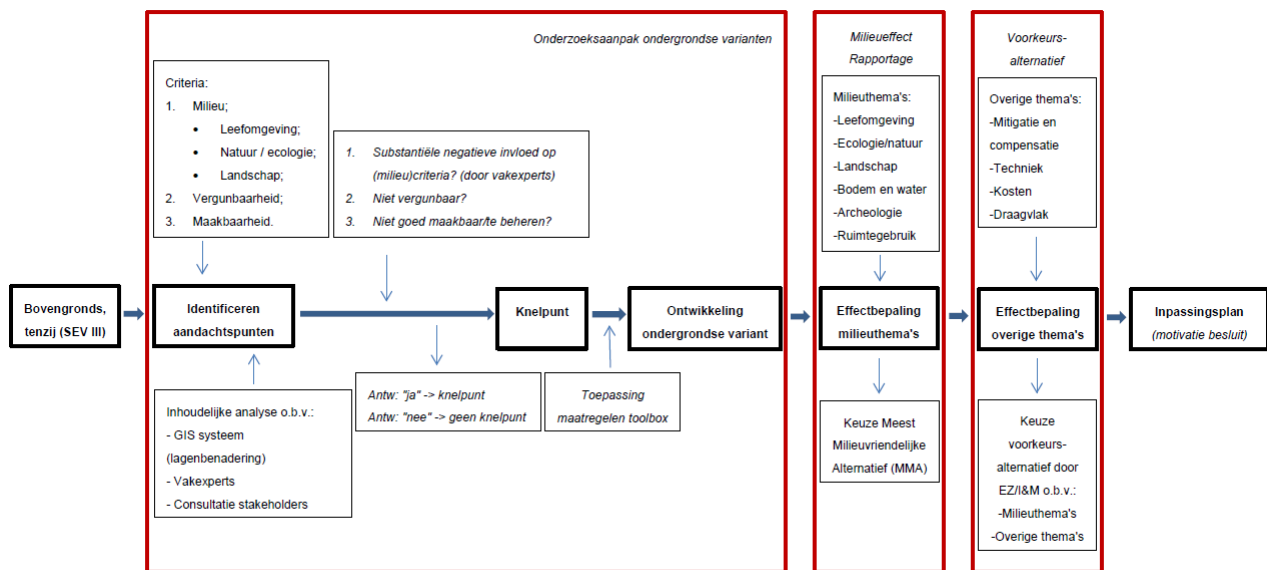 Onderzoeksaanpak ondergrondse varianten
Criteria:
1. Milieu;
• Leefomgeving;
• Natuur / ecologie;
• Landschap;
2. Vergunbaarheid;
3. Maakbaarheid.
1. Substantiële negatieve invloed op
(milieu)criteria? (door vakexperts)
2. Niet vergunbaar?
3. Niet goed maakbaar/te beheren?
Milieueffect
Rapportage
Milieuthema's:
-Leefomgeving
-Ecologie/natuur
-Landschap
-Bodem en water
-Archeologie
-Ruimtegebruik
Voorkeurs-
alternatief
Overige thema's:
-Mitigatie en
compensatie
-Techniek
-Kosten
-Draagvlak
Bovengronds,
tenzij (SEV III)
Identificeren
aandachtspunten
Knelpunt
Ontwikkeling
ondergrondse variant
Effectbepaling
milieuthema's
Effectbepaling
overige thema's
Inpassingsplan
(motivatie besluit)
Inhoudelijke analyse o.b.v.:
- GIS systeem
(lagenbenadering)
- Vakexperts
- Consultatie stakeholders
Antw: "ja" -> knelpunt
Antw: "nee" -> geen knelpunt
Toepassing
maatregelen toolbox
Keuze Meest
Milieuvriendelijke
Alternatief (MMA)
Keuze
voorkeurs-
alternatief door
EZ/I&M o.b.v.:
-Milieuthema's
-Overige thema's